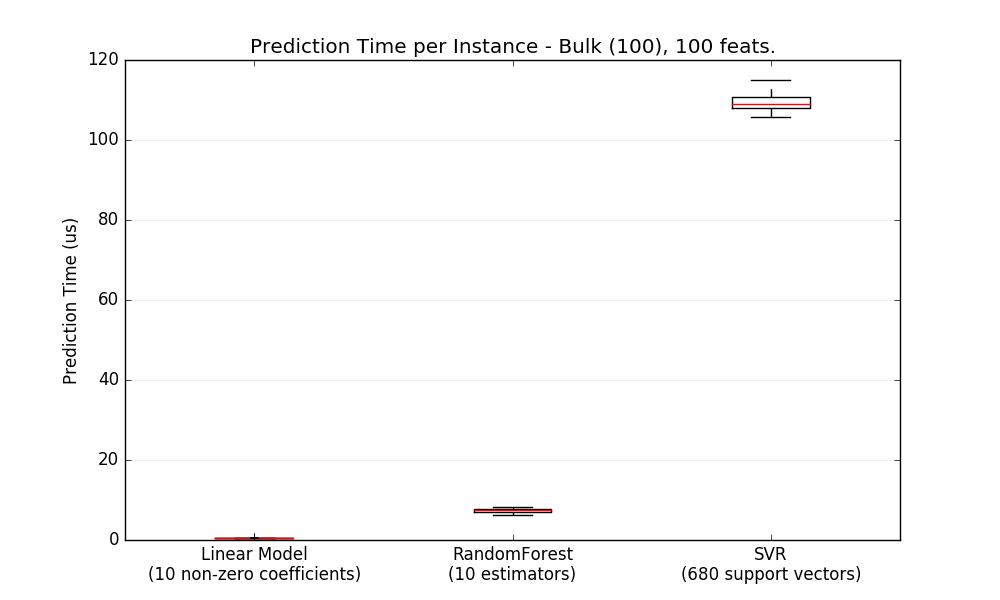 Prediction Time per Instance - Bulk (100), 100 feats.
120
100
80
60
40
20
0
Prediction Time (us)
Linear Model
(10 non-zero coefficients)
RandomForest
(10 estimators)
SVR
(680 support vectors)